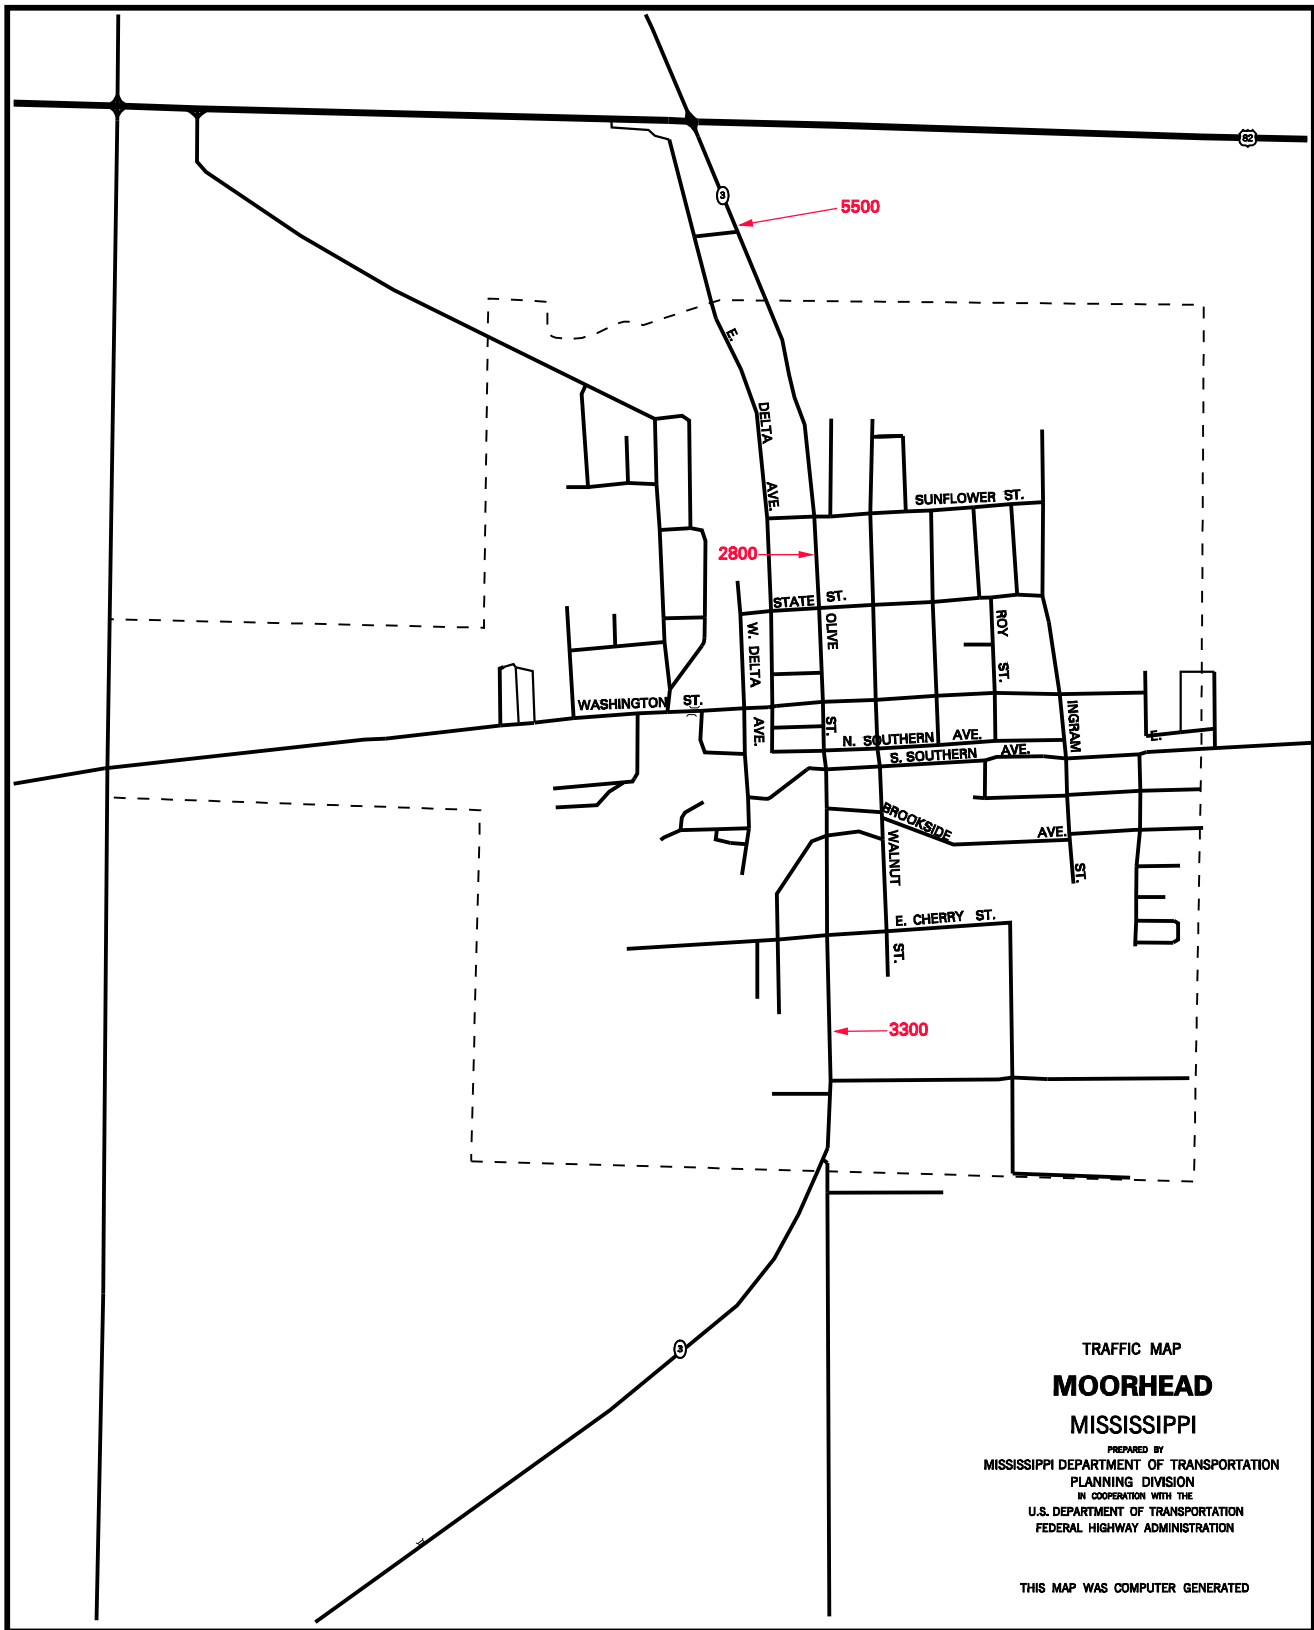 82
3
5500
E.
DELTA
AVE.
SUNFLOWER ST.
2800
STATE ST.
OLIVE
ST.
ROY
ST.
W. DELTA
AVE.
WASHINGTON ST.
INGRAM
ST.
E.
N. SOUTHERN AVE.
S. SOUTHERN AVE.
BROOKSIDE AVE.
WALNUT
ST.
E. CHERRY ST.
3300
3
TRAFFIC MAP
MOORHEAD
MISSISSIPPI
PREPARED BY
MISSISSIPPI DEPARTMENT OF TRANSPORTATION
PLANNING DIVISION
IN COOPERATION WITH THE
U.S. DEPARTMENT OF TRANSPORTATION
FEDERAL HIGHWAY ADMINISTRATION
THIS MAP WAS COMPUTER GENERATED